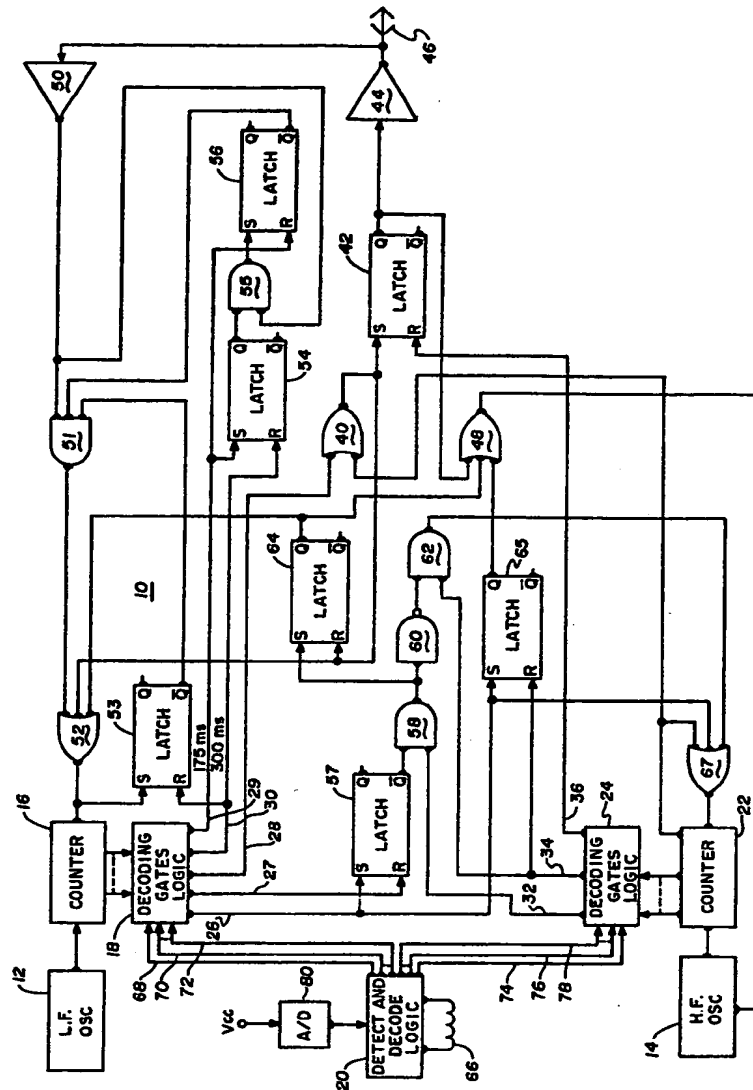 50
46
44
56
LATCH
S
R
Q
Q̅
55
LATCH
S
R
Q
Q̅
54
42
LATCH
S
R
Q
Q̅
51
40
48
10
64
LATCH
S
R
Q
Q̅
62
60
58
65
LATCH
S
R
Q
Q̅
52
53
LATCH
S
R
Q
Q̅
175 ms
300 ms
57
LATCH
S
R
Q
Q̅
67
16
COUNTER
18
DECODING
GATES
LOGIC
29
30
28
27
26
36
34
32
24
DECODING
GATES
LOGIC
22
COUNTER
12
L.F.
OSC
68
70
72
Vcc
80
A/D
20
DETECT AND
DECODE
LOGIC
66
78
76
74
14
H.F.
OSC